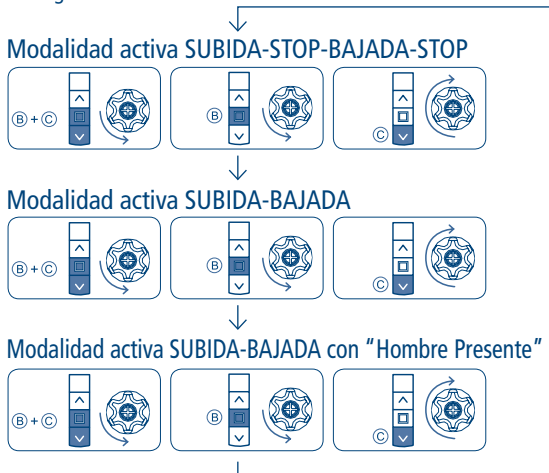 Modalidad activa SUBIDA-STOP-BAJADA-STOP
B + C
B
C
Modalidad activa SUBIDA-BAJADA
B + C
B
C
Modalidad activa SUBIDA-BAJADA con “Hombre Presente”
B + C
B
C